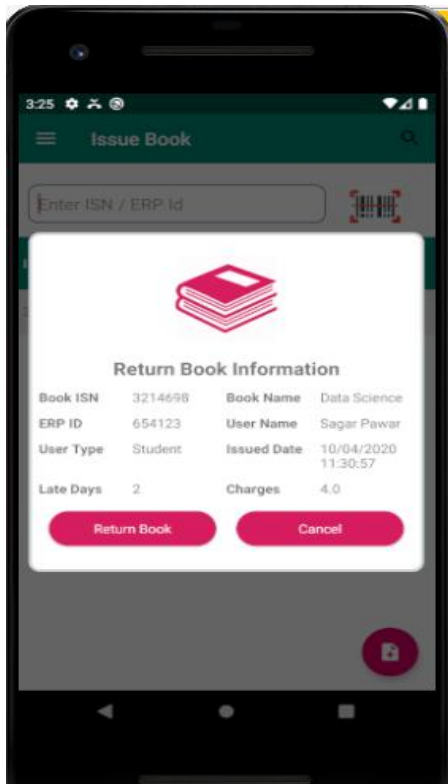 3:25
Issue Book
Enter ISN / ERP Id
Return Book Information
Book ISN 3214698 Book Name Data Science
ERP ID 654123 User Name Sagar Pawar
User Type Student Issued Date 10/04/2020
11:30:57
Late Days 2 Charges 4.0
Return Book Cancel